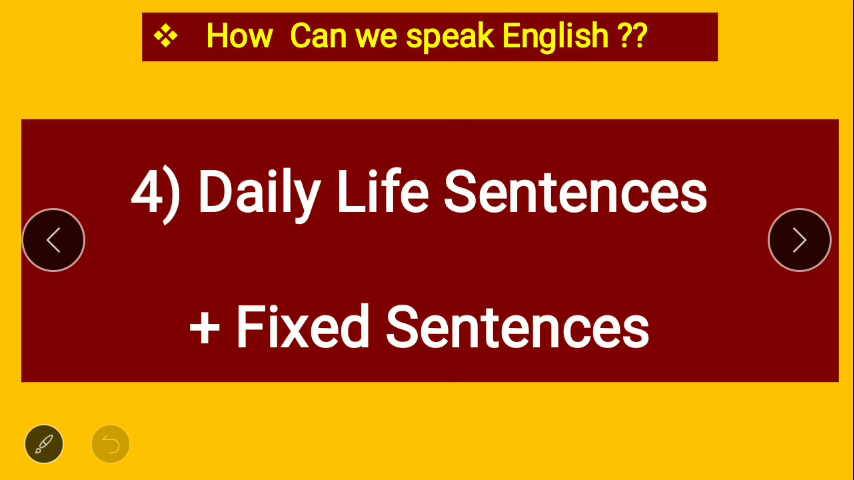 ❖ How Can we speak English ??
4) Daily Life Sentences
+ Fixed Sentences